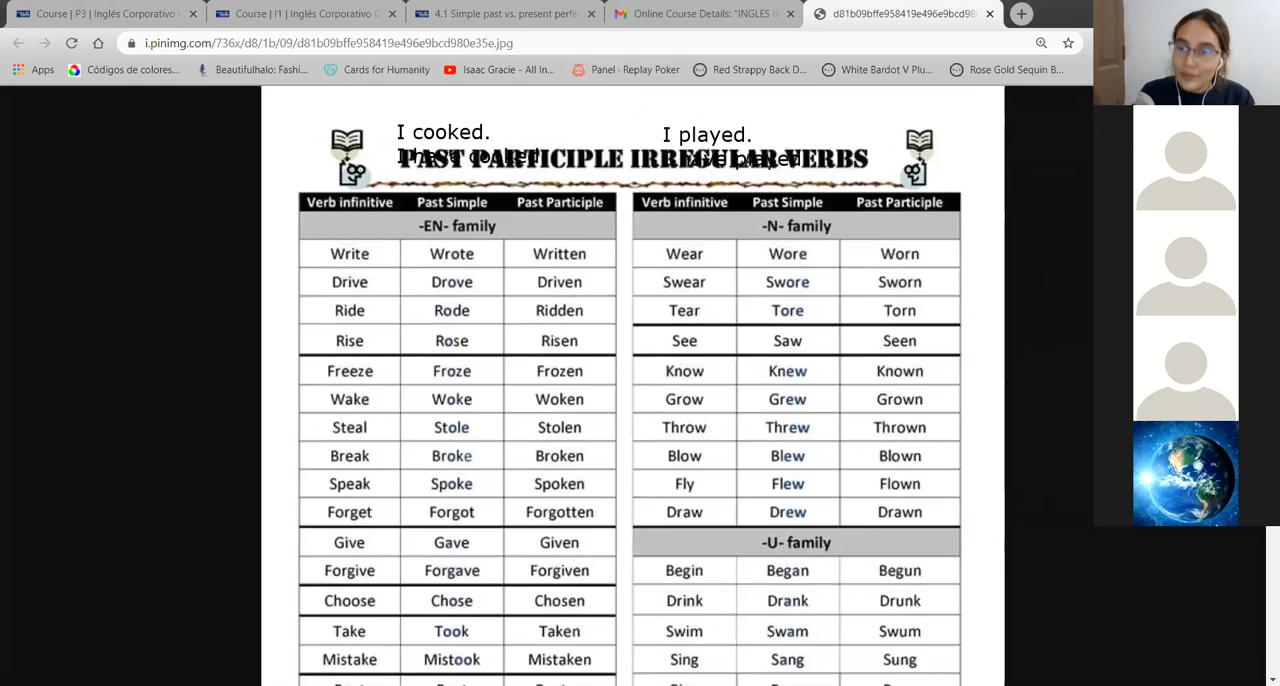 Course | P3 | Inglés Corporativo
Course | I1 | Inglés Corporativo C
4.1 Simple past vs. present perfe
Online Course Details: "INGLES I
d81b09bffe958419e496e9bcd98
i.pinimg.com/736x/d8/1b/09/d81b09bffe958419e496e9bcd980e35e.jpg
Apps
Códigos de colores...
Beautifulhalo: Fashi...
Cards for Humanity
Isaac Gracie - All In...
Panel · Replay Poker
Red Strappy Back D...
White Bardot V Plu...
Rose Gold Sequin B...
I cooked.
I played.
I have cooked
I have played
PAST PARTICIPLE IRREGULAR VERBS
Verb infinitive Past Simple Past Participle
-EN- family
Write Wrote Written
Drive Drove Driven
Ride Rode Ridden
Rise Rose Risen
Freeze Froze Frozen
Wake Woke Woken
Steal Stole Stolen
Break Broke Broken
Speak Spoke Spoken
Forget Forgot Forgotten
Give Gave Given
Forgive Forgave Forgiven
Choose Chose Chosen
Take Took Taken
Mistake Mistook Mistaken
Verb infinitive Past Simple Past Participle
-N- family
Wear Wore Worn
Swear Swore Sworn
Tear Tore Torn
See Saw Seen
Know Knew Known
Grow Grew Grown
Throw Threw Thrown
Blow Blew Blown
Fly Flew Flown
Draw Drew Drawn
-U- family
Begin Began Begun
Drink Drank Drunk
Swim Swam Swum
Sing Sang Sung